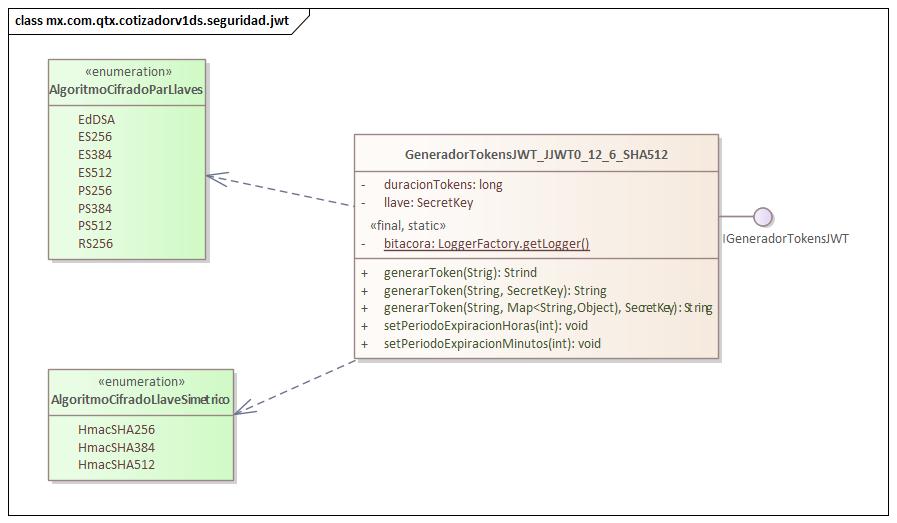 class mx.com.qtx.cotizadorv1ds.seguridad.jwt
«enumeration»
AlgoritmoCifradoParLlaves
EdDSA
ES256
ES384
ES512
PS256
PS384
PS512
RS256
GeneradorTokensJWT_JJWT0_12_6_SHA512
- duracionTokens: long
- llave: SecretKey
«final, static»
- bitacora: LoggerFactory.getLogger()
+ generarToken(Strig): Strind
+ generarToken(String, SecretKey): String
+ generarToken(String, Map<String,Object), SecretKey): String
+ setPeriodoExpiracionHoras(int): void
+ setPeriodoExpiracionMinutos(int): void
IGeneradorTokensJWT
«enumeration»
AlgoritmoCifradoLlaveSimetrico
HmacSHA256
HmacSHA384
HmacSHA512